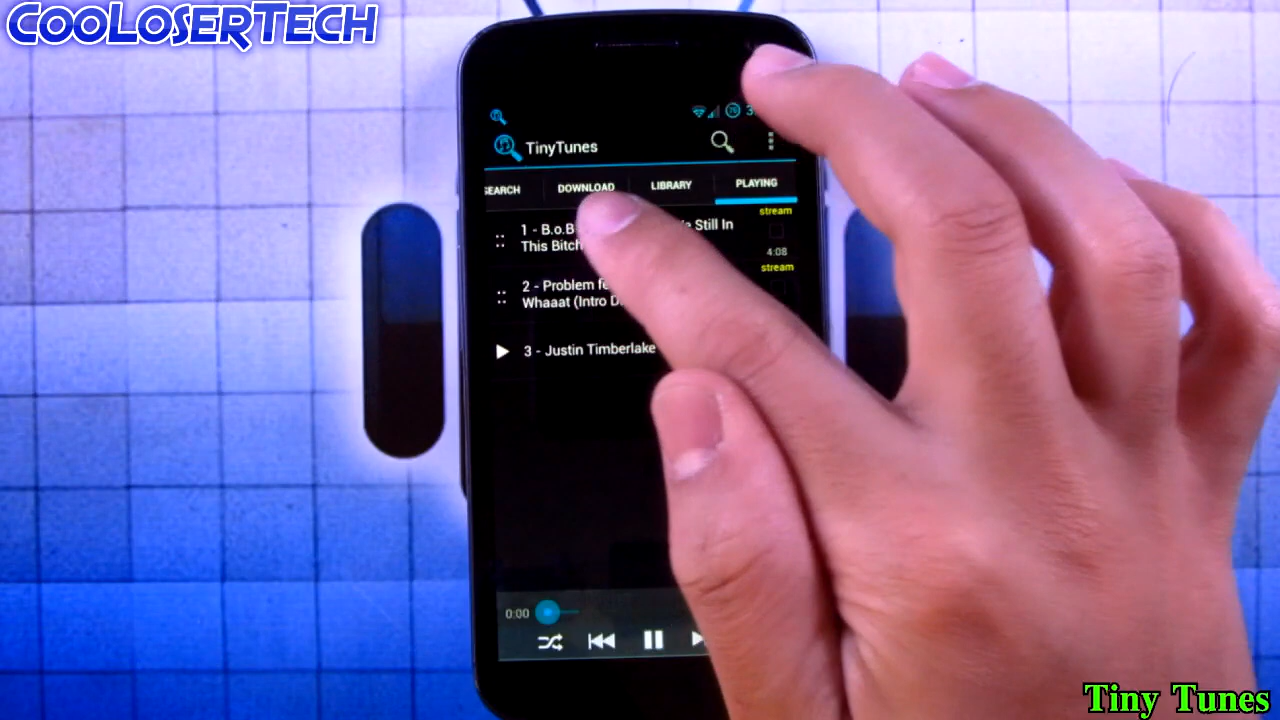 CooLoserTech
TinyTunes
SEARCH DOWNLOAD LIBRARY PLAYING
1 - B.o.B Still In
This Bitch
stream
4:08
2 - Problem
Whaaat (Intro
stream
3 - Justin Timberlake
0:00
Tiny Tunes